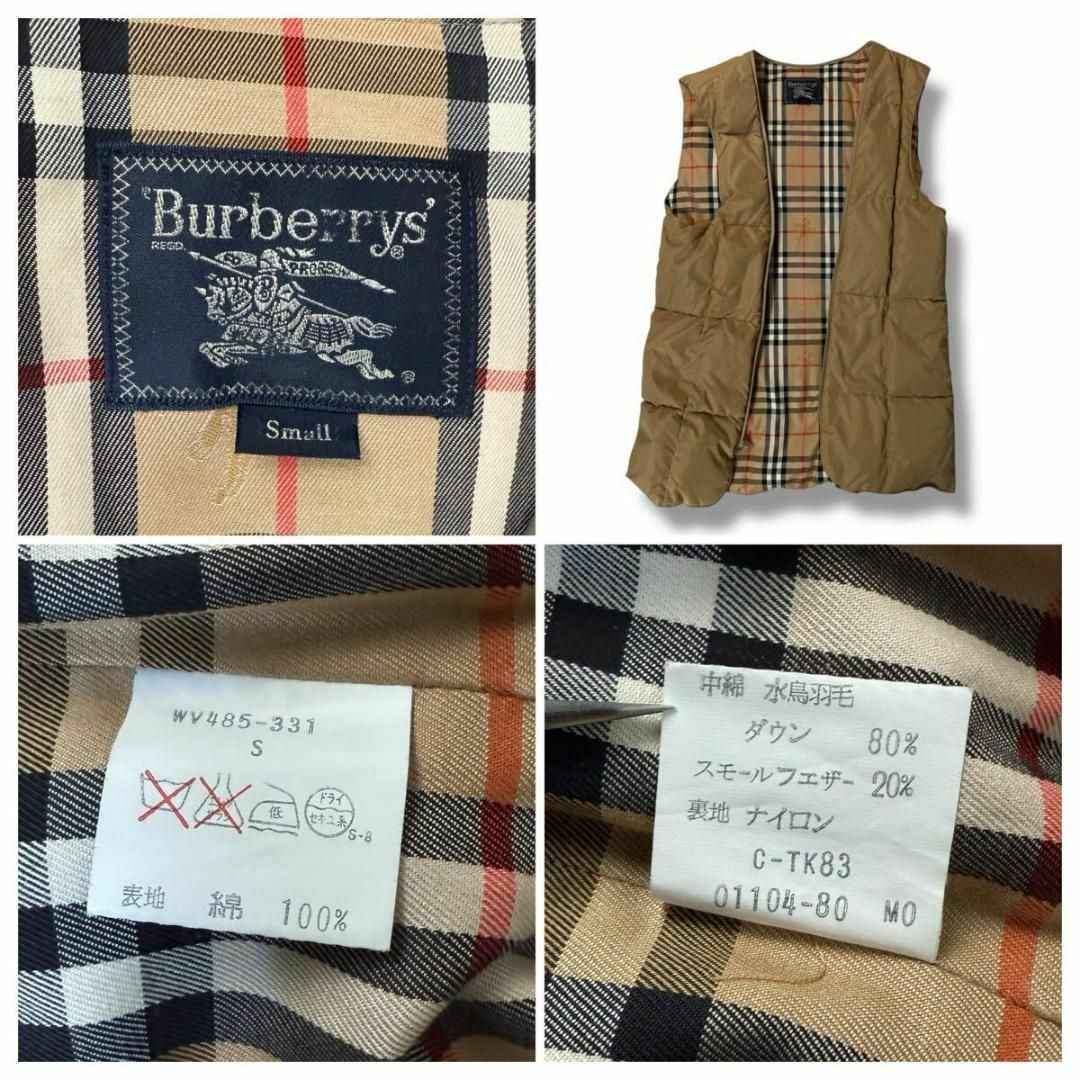 Burberrys'
REGD.
PRORSUM
Small
Burberrys
WV485-331
S
低
ドライ
セキユ系
S-8
表地 綿 100%
中綿 水鳥羽毛
ダウン 80%
スモールフェザー 20%
裏地 ナイロン
C-TK83
01104-80 MO